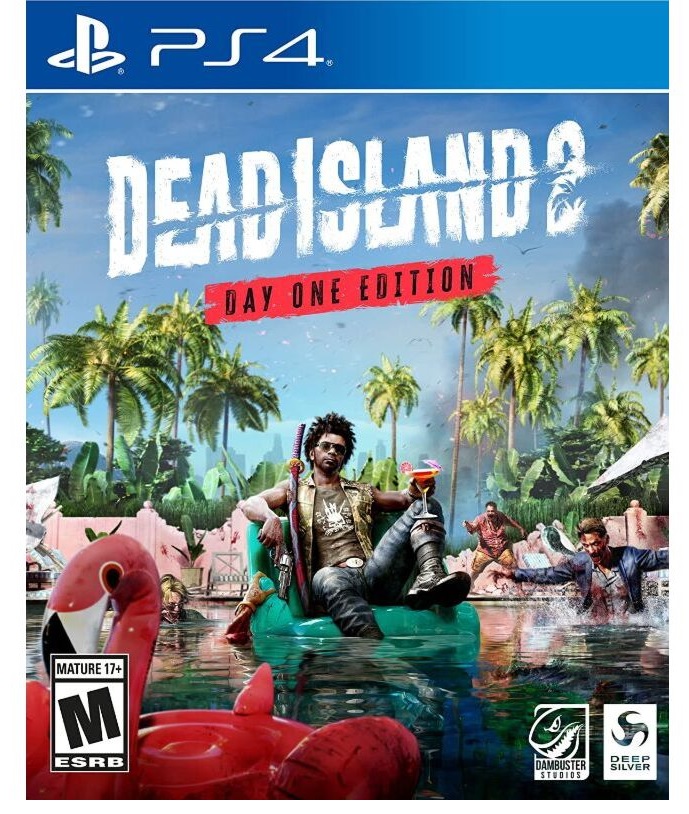 PS4
DEAD ISLAND 2
DAY ONE EDITION
MATURE 17+
M
ESRB
DAMBUSTER
STUDIOS
DEEP
SILVER